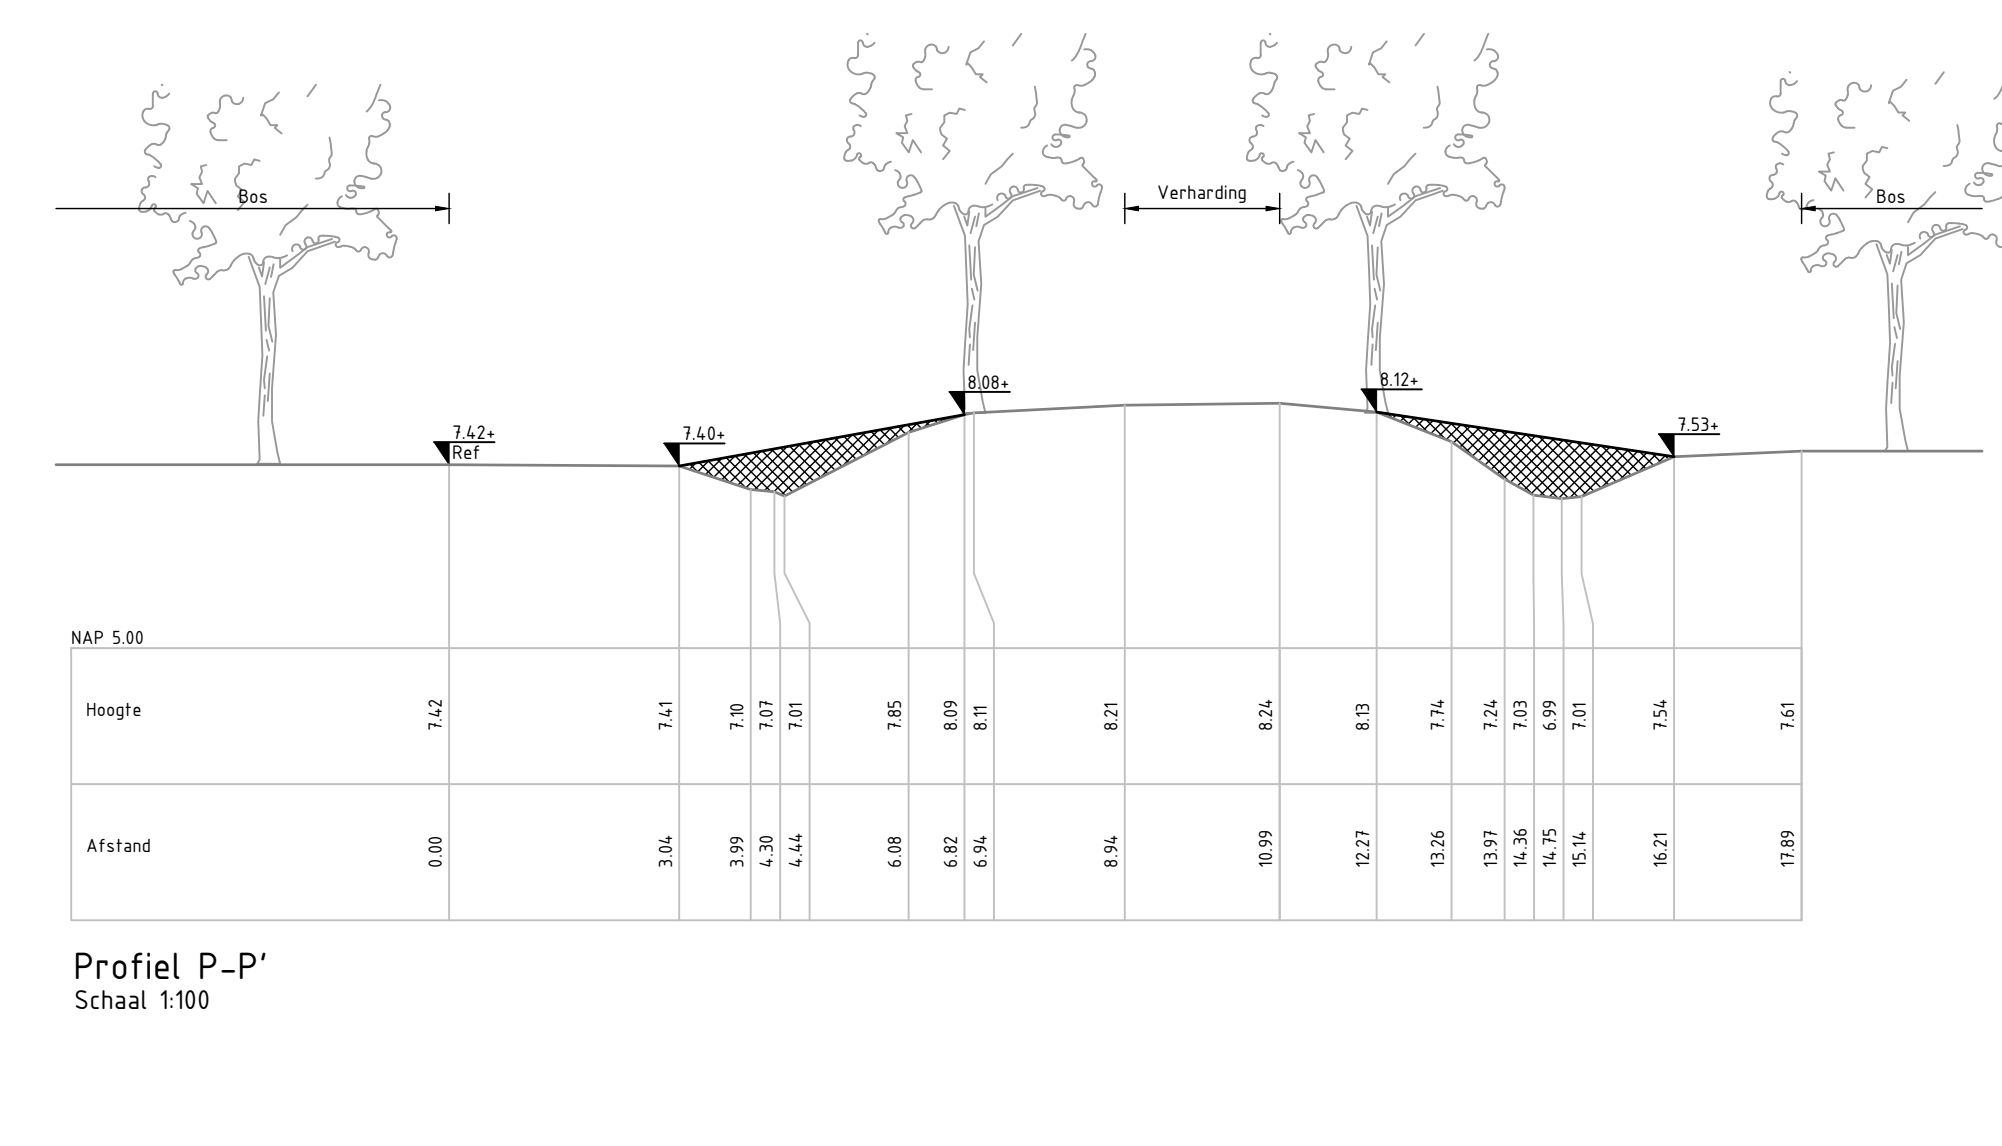 Bos
Verharding
Bos
8.08+
8.12+
7.42+
Ref
7.40+
7.53+
NAP 5.00
Hoogte 7.42 7.41 7.10 7.07 7.01 7.85 8.09 8.11 8.21 8.24 8.13 7.74 7.24 7.03 6.99 7.01 7.54 7.61
Afstand 0.00 3.04 3.99 4.30 4.44 6.08 6.82 6.94 8.94 10.99 12.27 13.26 13.97 14.36 14.75 15.14 16.21 17.89
Profiel P-P'
Schaal 1:100